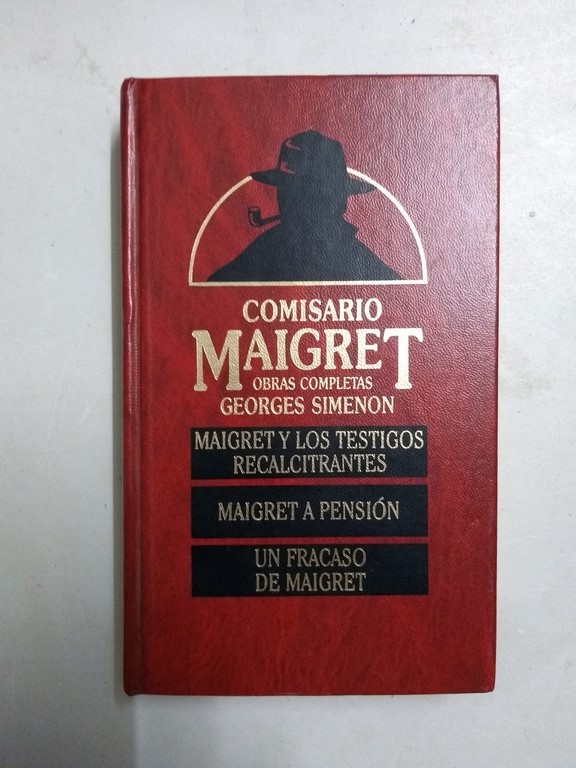 COMISARIO
MAIGRET
OBRAS COMPLETAS
GEORGES SIMENON
MAIGRET Y LOS TESTIGOS
RECALCITRANTES
MAIGRET A PENSIÓN
UN FRACASO
DE MAIGRET